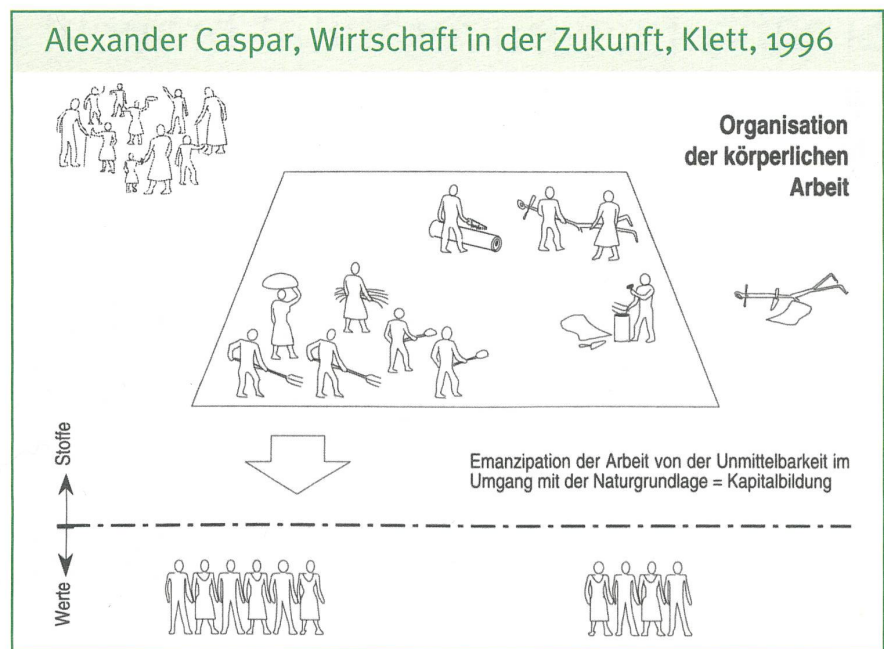 Alexander Caspar, Wirtschaft in der Zukunft, Klett, 1996
Organisation
der körperlichen
Arbeit
Stoffe
Emanzipation der Arbeit von der Unmittelbarkeit im
Umgang mit der Naturgrundlage = Kapitalbildung
Werte